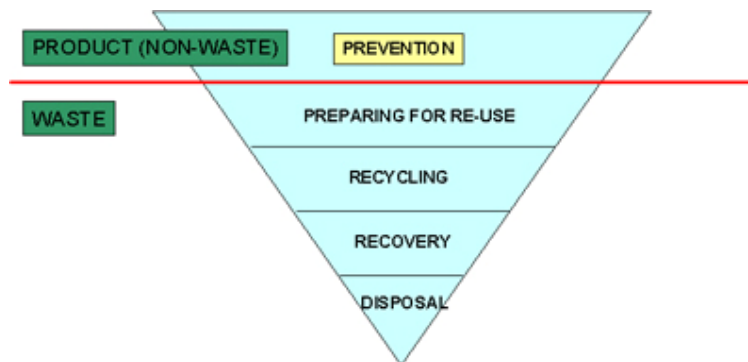 PRODUCT (NON-WASTE)
PREVENTION
WASTE
PREPARING FOR RE-USE
RECYCLING
RECOVERY
DISPOSAL